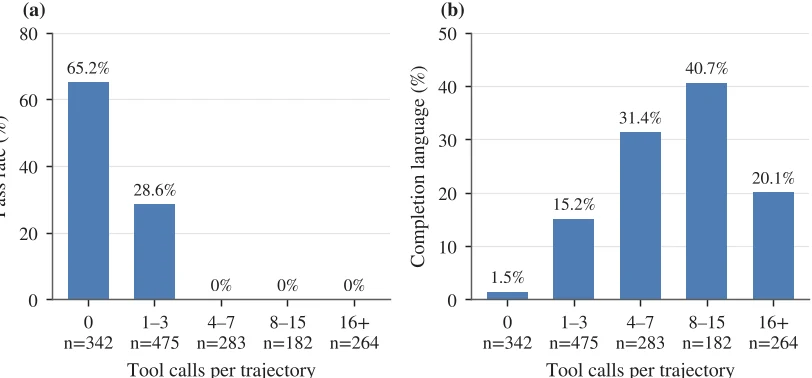 (a)
Pass rate (%)
80
60
40
20
0
65.2%
28.6%
0%
0%
0%
0
1–3
4–7
8–15
16+
n=342
n=475
n=283
n=182
n=264
Tool calls per trajectory
(b)
Completion language (%)
50
40
30
20
10
0
1.5%
15.2%
31.4%
40.7%
20.1%
0
1–3
4–7
8–15
16+
n=342
n=475
n=283
n=182
n=264
Tool calls per trajectory